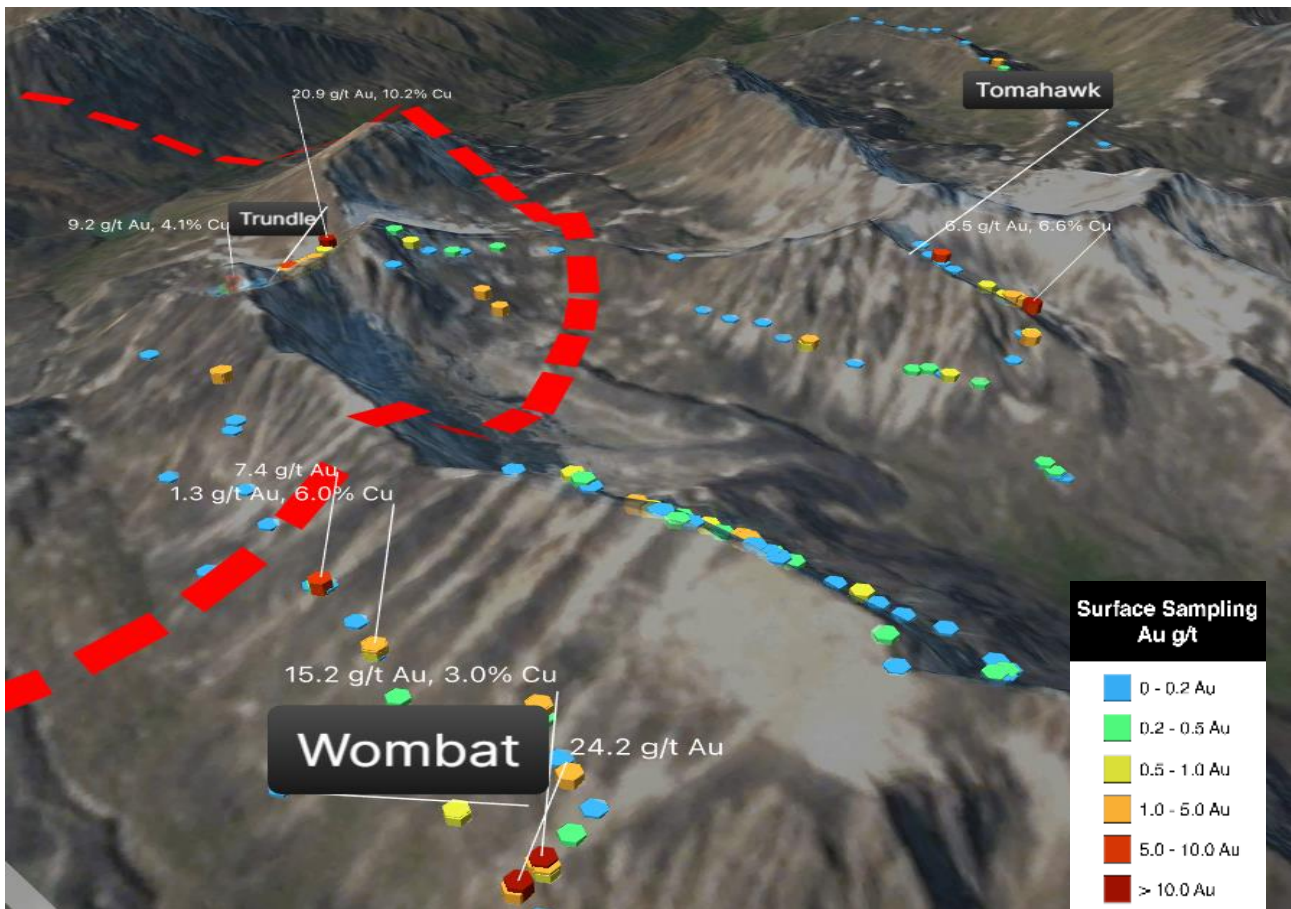 20.9 g/t Au, 10.2% Cu
Tomahawk
9.2 g/t Au, 4.1% Cu
Trundle
6.5 g/t Au, 6.6% Cu
7.4 g/t Au
1.3 g/t Au, 6.0% Cu
15.2 g/t Au, 3.0% Cu
Wombat
24.2 g/t Au
Surface Sampling
Au g/t
0 - 0.2 Au
0.2 - 0.5 Au
0.5 - 1.0 Au
1.0 - 5.0 Au
5.0 - 10.0 Au
> 10.0 Au